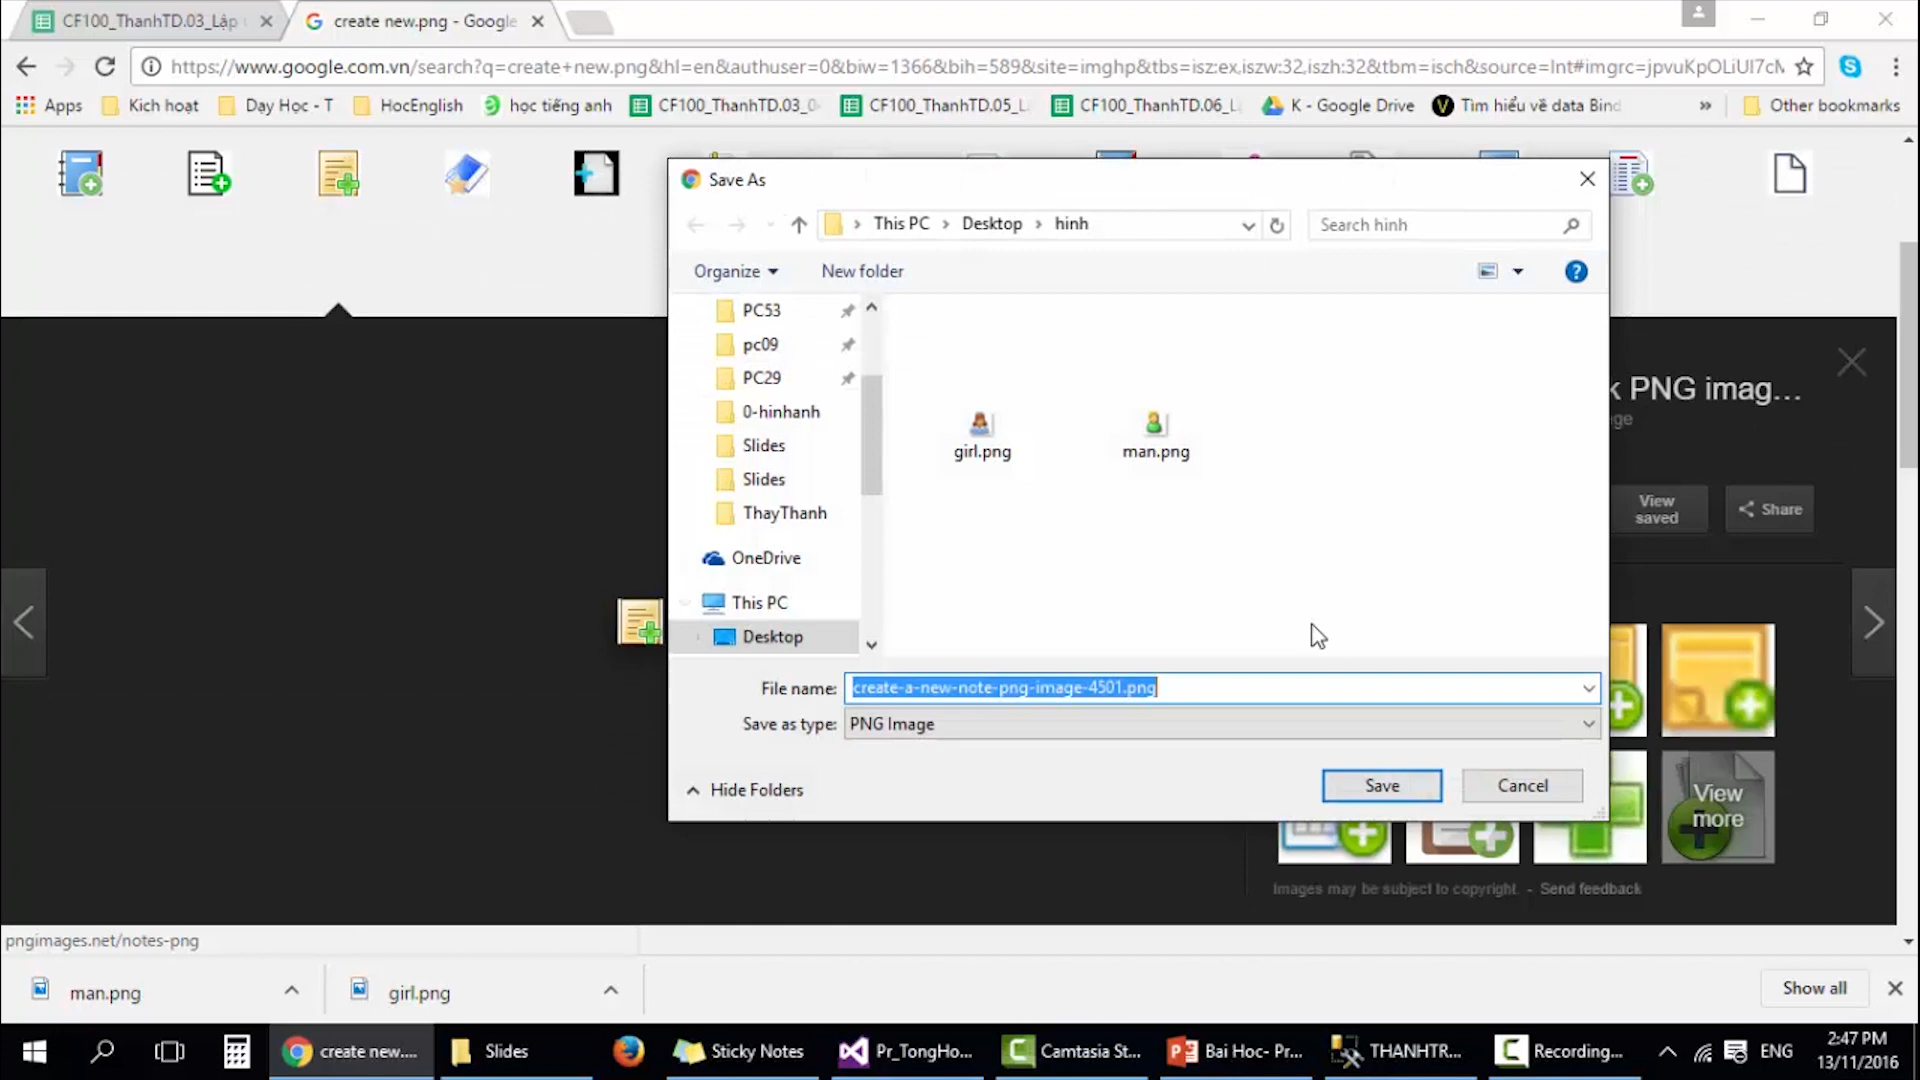 CF100_ThanhTD.03_Lập
create new.png - Google
https://www.google.com.vn/search?q=create+new.png&hl=en&authuser=0&biw=1366&bih=589&site=imghp&tbs=isz:ex,iszw:32,iszh:32&tbm=isch&source=lnt#imgrc=jpvuKpOLiUI7cM
Apps
Kich hoạt
Dạy Học - T
HocEnglish
học tiếng anh
CF100_ThanhTD.03_0
CF100_ThanhTD.05_L
CF100_ThanhTD.06_L
K - Google Drive
Tìm hiểu về data Bind
»
Other bookmarks
Save As
This PC > Desktop > hinh
Search hinh
Organize
New folder
PC53
pc09
PC29
0-hinhanh
Slides
Slides
ThayThanh
OneDrive
This PC
Desktop
girl.png
man.png
File name: create-a-new-note-png-image-4501.png
Save as type: PNG Image
Hide Folders
Save
Cancel
k PNG imag...
ge
View saved
Share
View more
Images may be subject to copyright. - Send feedback
pngimages.net/notes-png
man.png
girl.png
Show all
create new....
Slides
Sticky Notes
Pr_TongHo...
Camtasia St...
Bai Hoc- Pr...
THANHTR...
Recording...
ENG
2:47 PM
13/11/2016